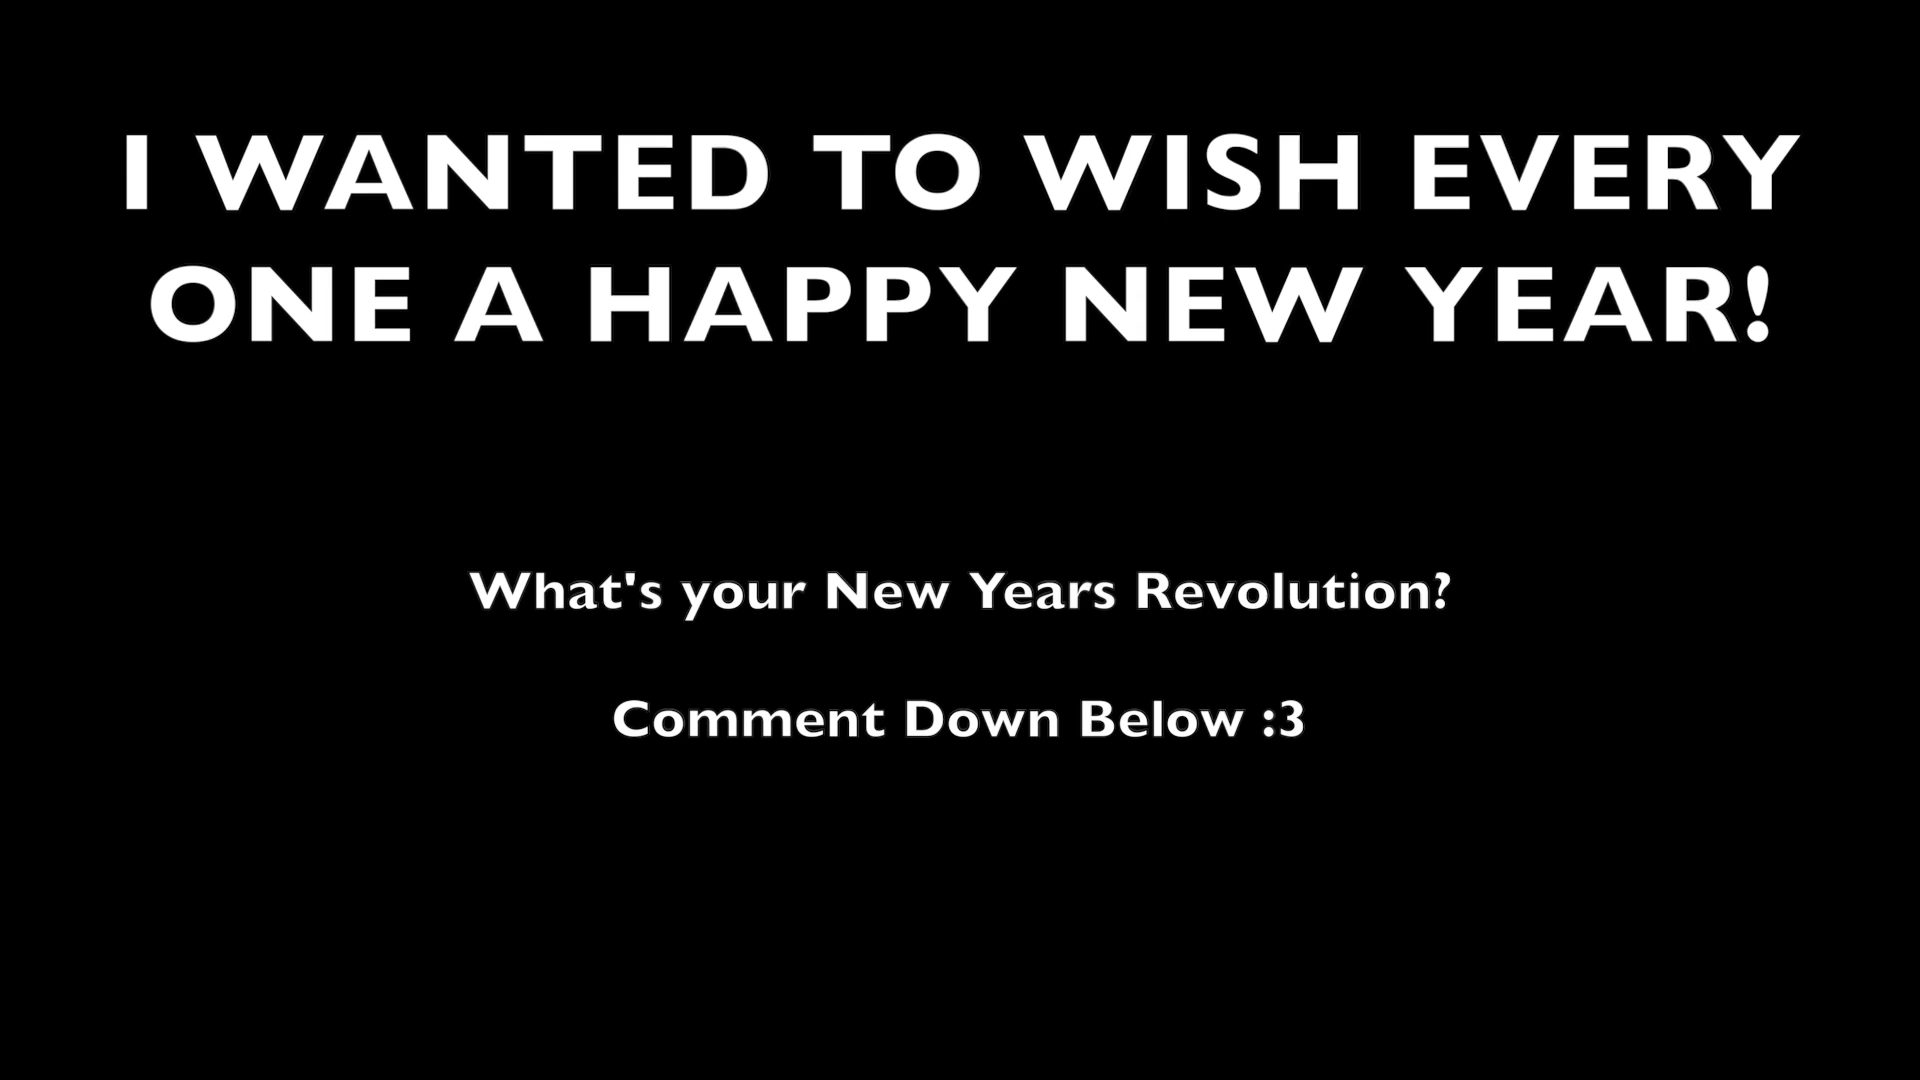 I WANTED TO WISH EVERY
ONE A HAPPY NEW YEAR!
What's your New Years Revolution?
Comment Down Below :3